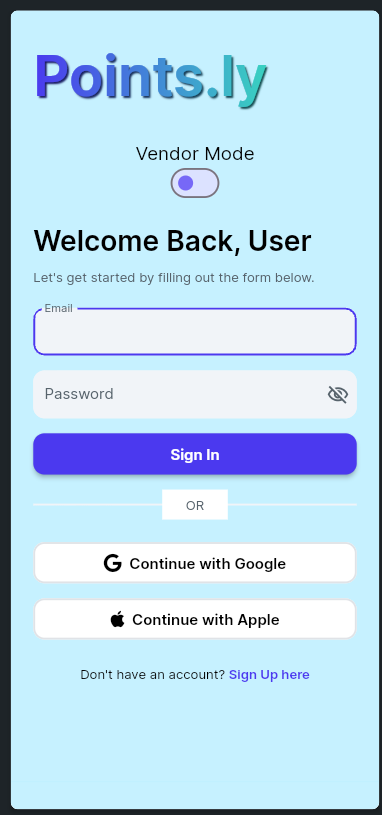 Points.ly
Vendor Mode
Welcome Back, User
Let's get started by filling out the form below.
Email
Password
Sign In
OR
Continue with Google
Continue with Apple
Don't have an account? Sign Up here